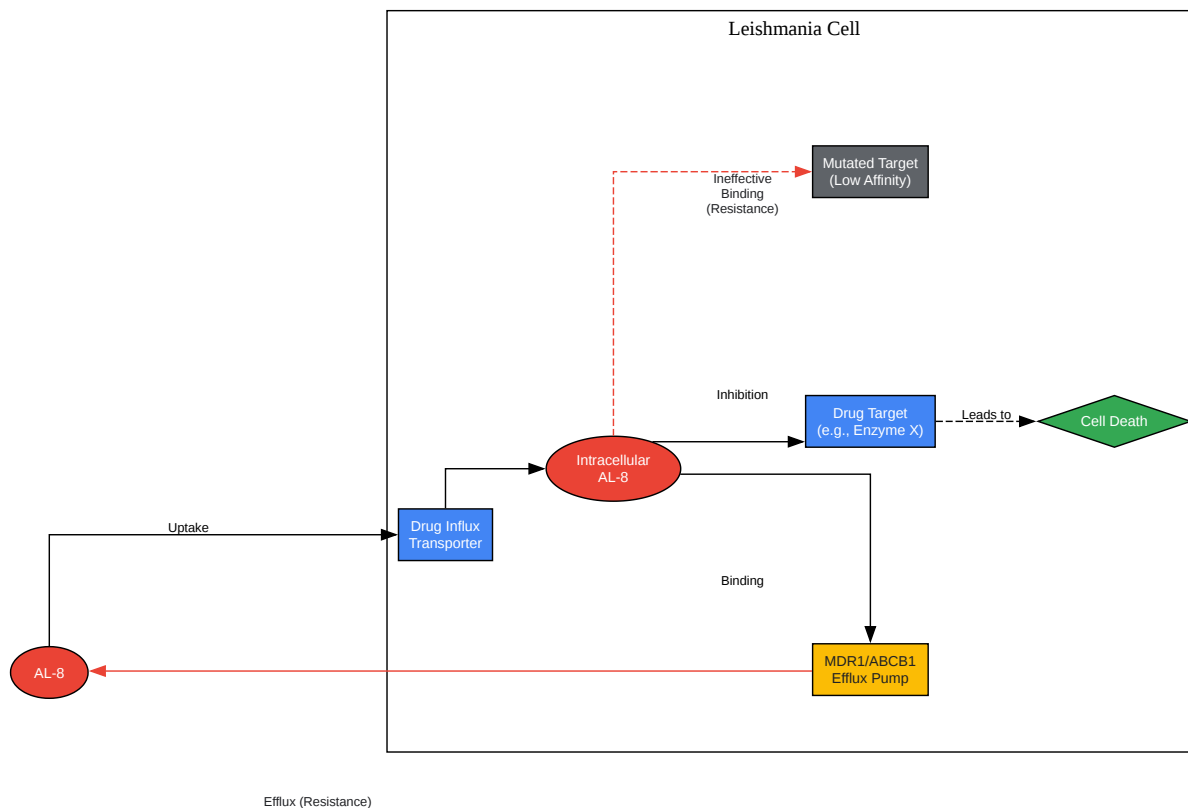 Leishmania Cell
Mutated Target
(Low Affinity)
Ineffective
Binding
(Resistance)
Inhibition
Drug Target
(e.g., Enzyme X)
Leads to
Cell Death
Intracellular
AL-8
Uptake
Drug Influx
Transporter
Binding
AL-8
MDR1/ABCB1
Efflux Pump
Efflux (Resistance)